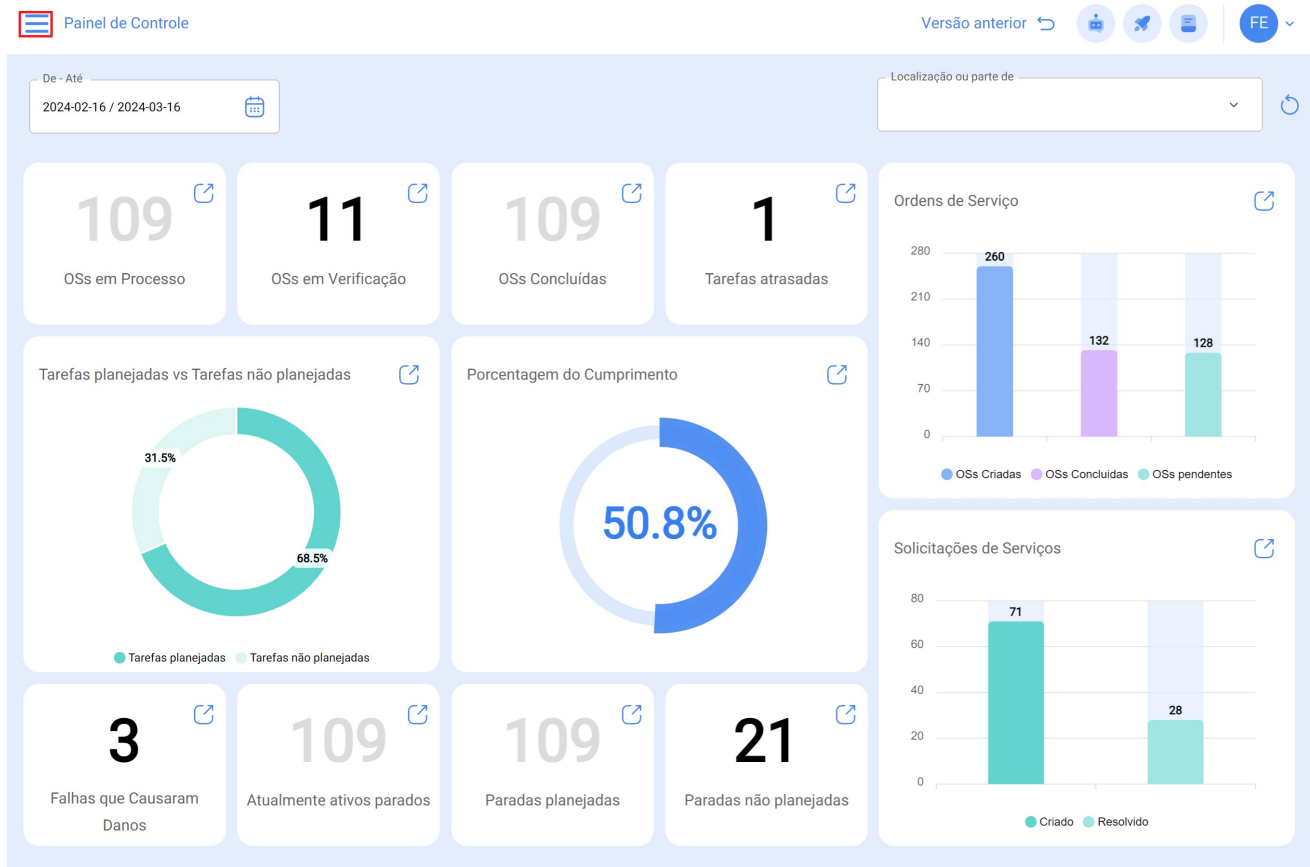 Painel de Controle
Versão anterior
FE
De - Até
2024-02-16 / 2024-03-16
Localização ou parte de
109
OSs em Processo
11
OSs em Verificação
109
OSs Concluídas
1
Tarefas atrasadas
Ordens de Serviço
280
210
140
70
0
260
132
128
OSs Criadas
OSs Concluidas
OSs pendentes
Tarefas planejadas vs Tarefas não planejadas
31.5%
68.5%
Tarefas planejadas
Tarefas não planejadas
Porcentagem do Cumprimento
50.8%
Solicitações de Serviços
80
60
40
20
0
71
28
Criado
Resolvido
3
Falhas que Causaram
Danos
109
Atualmente ativos parados
109
Paradas planejadas
21
Paradas não planejadas